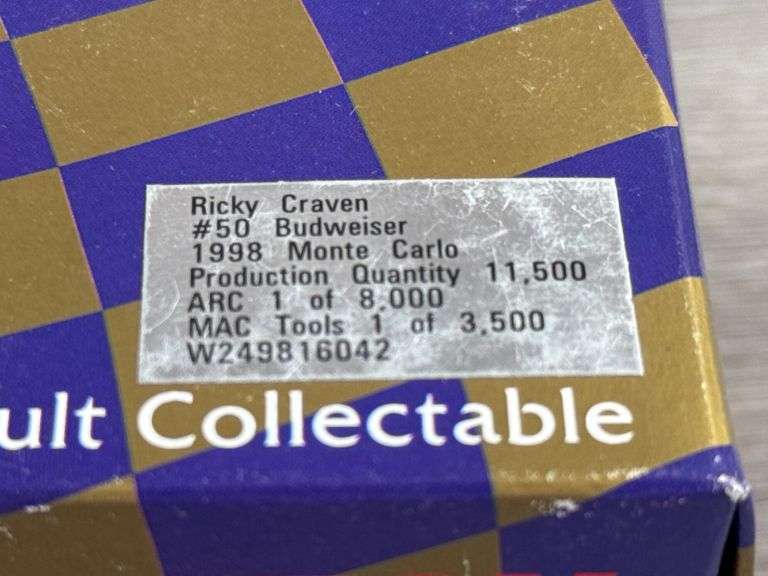 Ricky Craven
#50 Budweiser
1998 Monte Carlo
Production Quantity 11,500
ARC 1 of 8,000
MAC Tools 1 of 3,500
W249816042
ult Collectable